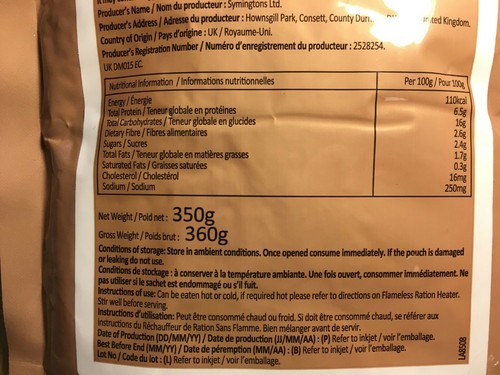 Producer's Name / Nom du producteur : Symingtons Ltd.
Producer's Address / Adresse du producteur : Hownsgill Park, Consett, County United Kingdom.
Country of Origin / Pays d'origine : UK / Royaume-Uni.
Producer's Registration Number / Numéro d'enregistrement du producteur : 2528254.
UK DM015 EC.
Nutritional Information / Informations nutritionnelles Per 100g / Pour 100g
Energy / Énergie 110kcal
Total Protein / Teneur globale en protéines 6.5g
Total Carbohydrates / Teneur globale en glucides 16g
Dietary Fibre / Fibres alimentaires 2.6g
Sugars / Sucres 2.4g
Total Fats / Teneur globale en matières grasses 1.7g
Saturated Fats / Graisses saturées 0.3g
Cholesterol / Cholestérol 16mg
Sodium / Sodium 250mg
Net Weight / Poid net : 350g
Gross Weight / Poids brut : 360g
Conditions of storage: Store in ambient conditions. Once opened consume immediately. If the pouch is damaged
or leaking do not use.
Conditions de stockage : à conserver à la température ambiante. Une fois ouvert, consommer immédiatement. Ne
pas utiliser si le sachet est endommagé ou s'il fuit.
Instructions of use: Can be eaten hot or cold, if required hot please refer to directions on Flameless Ration Heater.
Stir well before serving.
Instructions d'utilisation: Peut être consommé chaud ou froid. Si doit être consommé chaud, se référer aux
instructions du Réchauffeur de Ration Sans Flamme. Bien mélanger avant de servir.
Date of Production (DD/MM/YY) / Date de production (JJ/MM/AA) : (P) Refer to inkjet / voir l'emballage.
Best Before End (MM/YY) / Date de péremption (MM/AA) : (B) Refer to inkjet / voir l'emballage.
Lot No / Code du lot : (L) Refer to inkjet / voir l'emballage.
LAB508